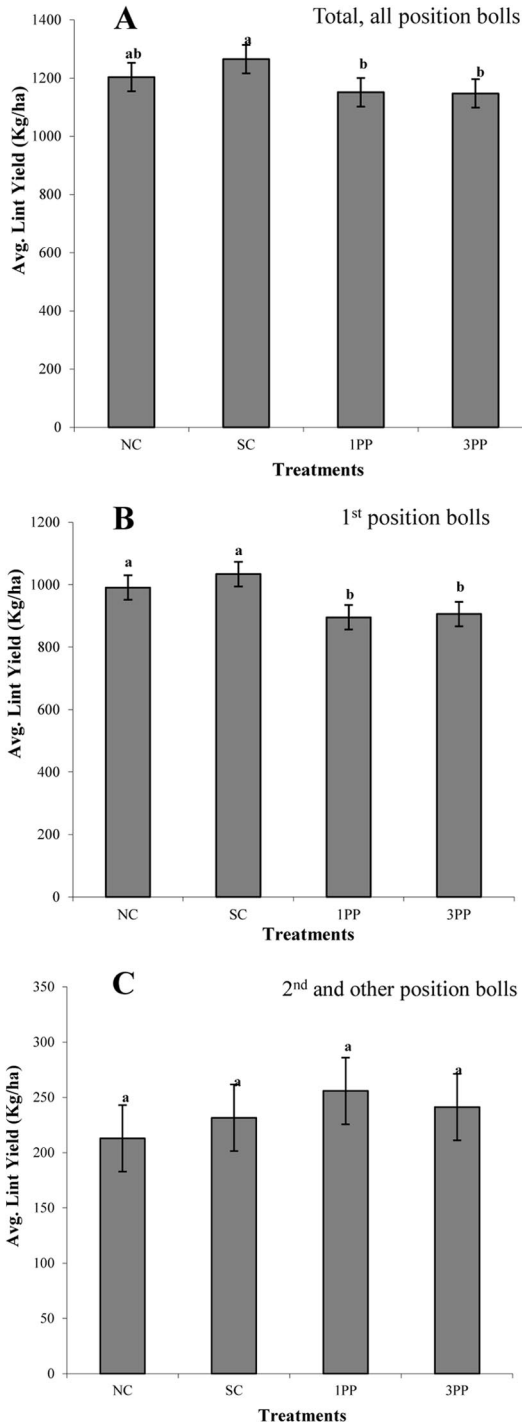 A
Total, all position bolls
1400
1200
1000
800
600
400
200
0
Avg. Lint Yield (Kg/ha)
ab
a
b
b
NC
SC
1PP
3PP
Treatments
B
1st position bolls
1200
1000
800
600
400
200
0
Avg. Lint Yield (Kg/ha)
a
a
b
b
NC
SC
1PP
3PP
Treatments
C
2nd and other position bolls
350
300
250
200
150
100
50
0
Avg. Lint Yield (Kg/ha)
a
a
a
a
NC
SC
1PP
3PP
Treatments